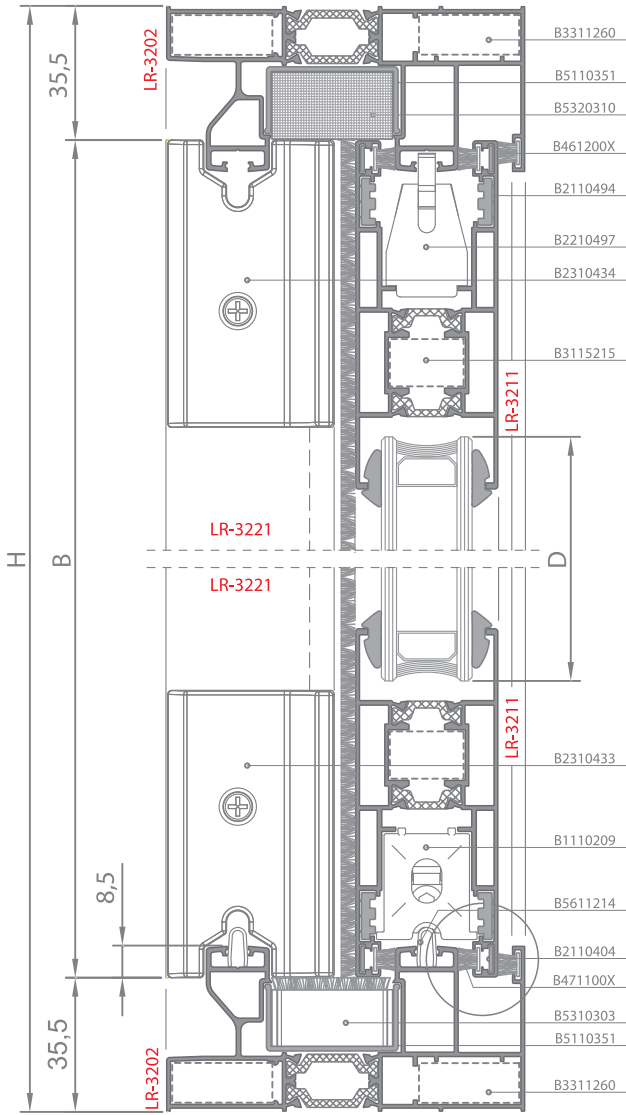 B3311260
LR-3202
35,5
B5110351
B5320310
B461200X
B2110494
B2210497
B2310434
B3115215
LR-3211
LR-3221
H
B
D
LR-3221
LR-3211
B2310433
B1110209
8,5
B5611214
B2110404
B471100X
B5310303
35,5
B5110351
LR-3202
B3311260